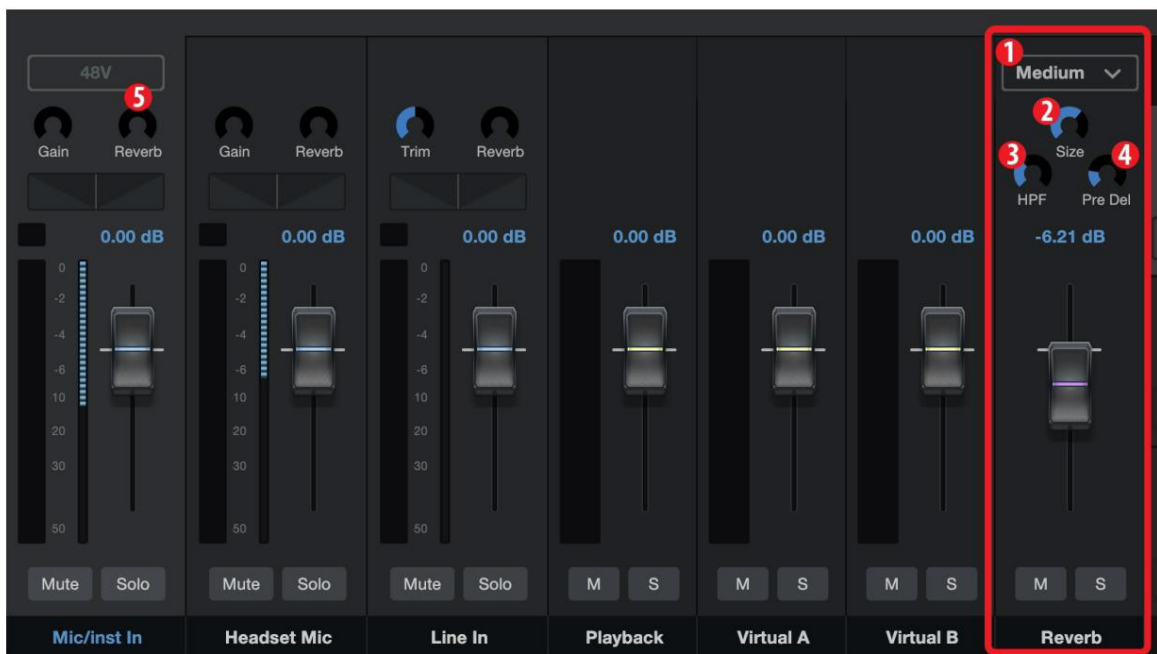 48V
5
Gain Reverb
Gain Reverb
Trim Reverb
1
Medium
2
Size
3
HPF
4
Pre Del
0.00 dB
0.00 dB
0.00 dB
0.00 dB
0.00 dB
0.00 dB
-6.21 dB
0
-2
-4
-6
10
20
30
50
0
-2
-4
-6
10
20
30
50
0
-2
-4
-6
10
20
30
50
Mute Solo
Mute Solo
Mute Solo
M S
M S
M S
M S
Mic/inst In
Headset Mic
Line In
Playback
Virtual A
Virtual B
Reverb